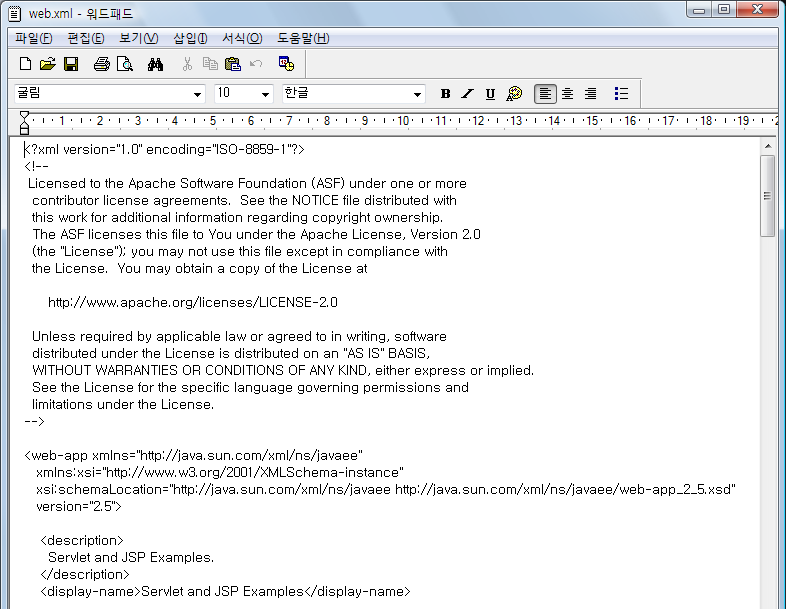 web.xml - 워드패드
파일(F) 편집(E) 보기(V) 삽입(I) 서식(O) 도움말(H)
굴림 10 한글 B U
1 2 3 4 5 6 7 8 9 10 11 12 13 14 15 16 17 18 19 2
<?xml version="1.0" encoding="ISO-8859-1"?>
<!--
Licensed to the Apache Software Foundation (ASF) under one or more
contributor license agreements.  See the NOTICE file distributed with
this work for additional information regarding copyright ownership.
The ASF licenses this file to You under the Apache License, Version 2.0
(the "License"); you may not use this file except in compliance with
the License.  You may obtain a copy of the License at
http://www.apache.org/licenses/LICENSE-2.0
Unless required by applicable law or agreed to in writing, software
distributed under the License is distributed on an "AS IS" BASIS,
WITHOUT WARRANTIES OR CONDITIONS OF ANY KIND, either express or implied.
See the License for the specific language governing permissions and
limitations under the License.
-->
<web-app xmlns="http://java.sun.com/xml/ns/javaee"
xmlns:xsi="http://www.w3.org/2001/XMLSchema-instance"
xsi:schemaLocation="http://java.sun.com/xml/ns/javaee http://java.sun.com/xml/ns/javaee/web-app_2_5.xsd"
version="2.5">
<description>
Servlet and JSP Examples.
</description>
<display-name>Servlet and JSP Examples</display-name>